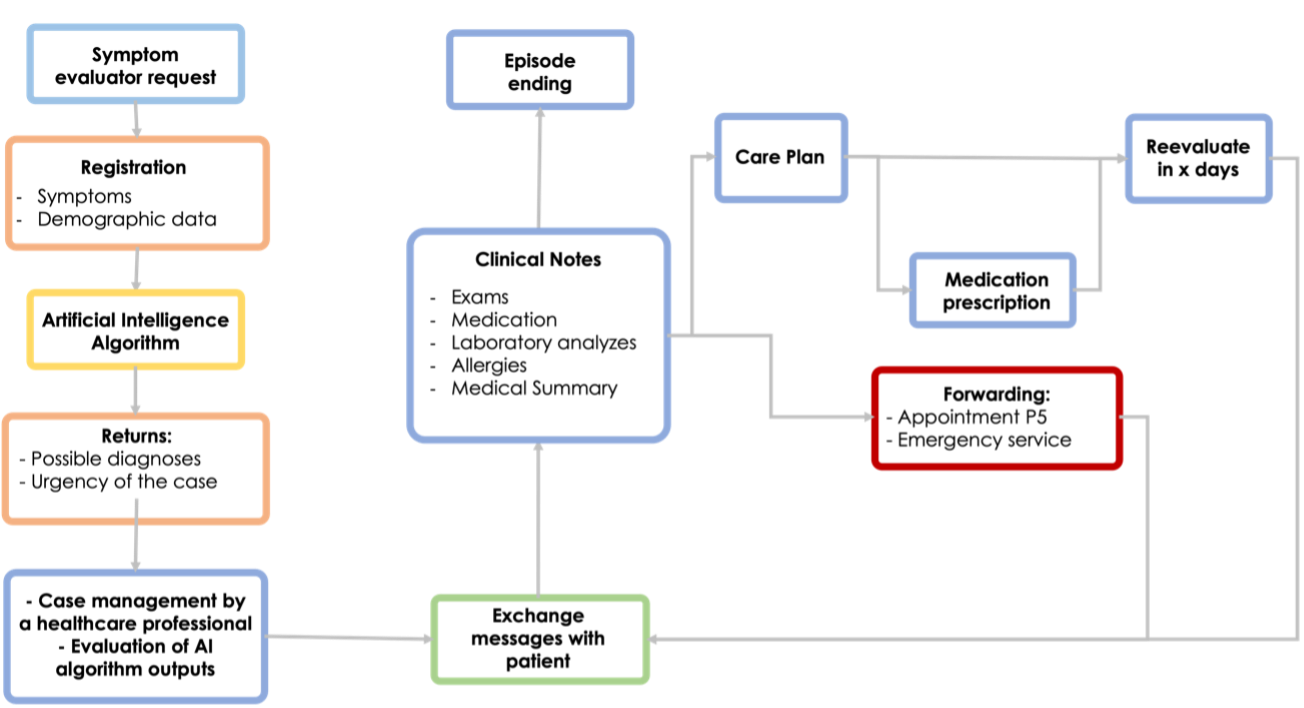 Symptom
evaluator request
Registration
- Symptoms
- Demographic data
Artificial Intelligence
Algorithm
Returns:
- Possible diagnoses
- Urgency of the case
- Case management by
a healthcare professional
- Evaluation of AI
algorithm outputs
Episode
ending
Clinical Notes
- Exams
- Medication
- Laboratory analyzes
- Allergies
- Medical Summary
Exchange
messages with
patient
Care Plan
Medication
prescription
Reevaluate
in x days
Forwarding:
- Appointment P5
- Emergency service